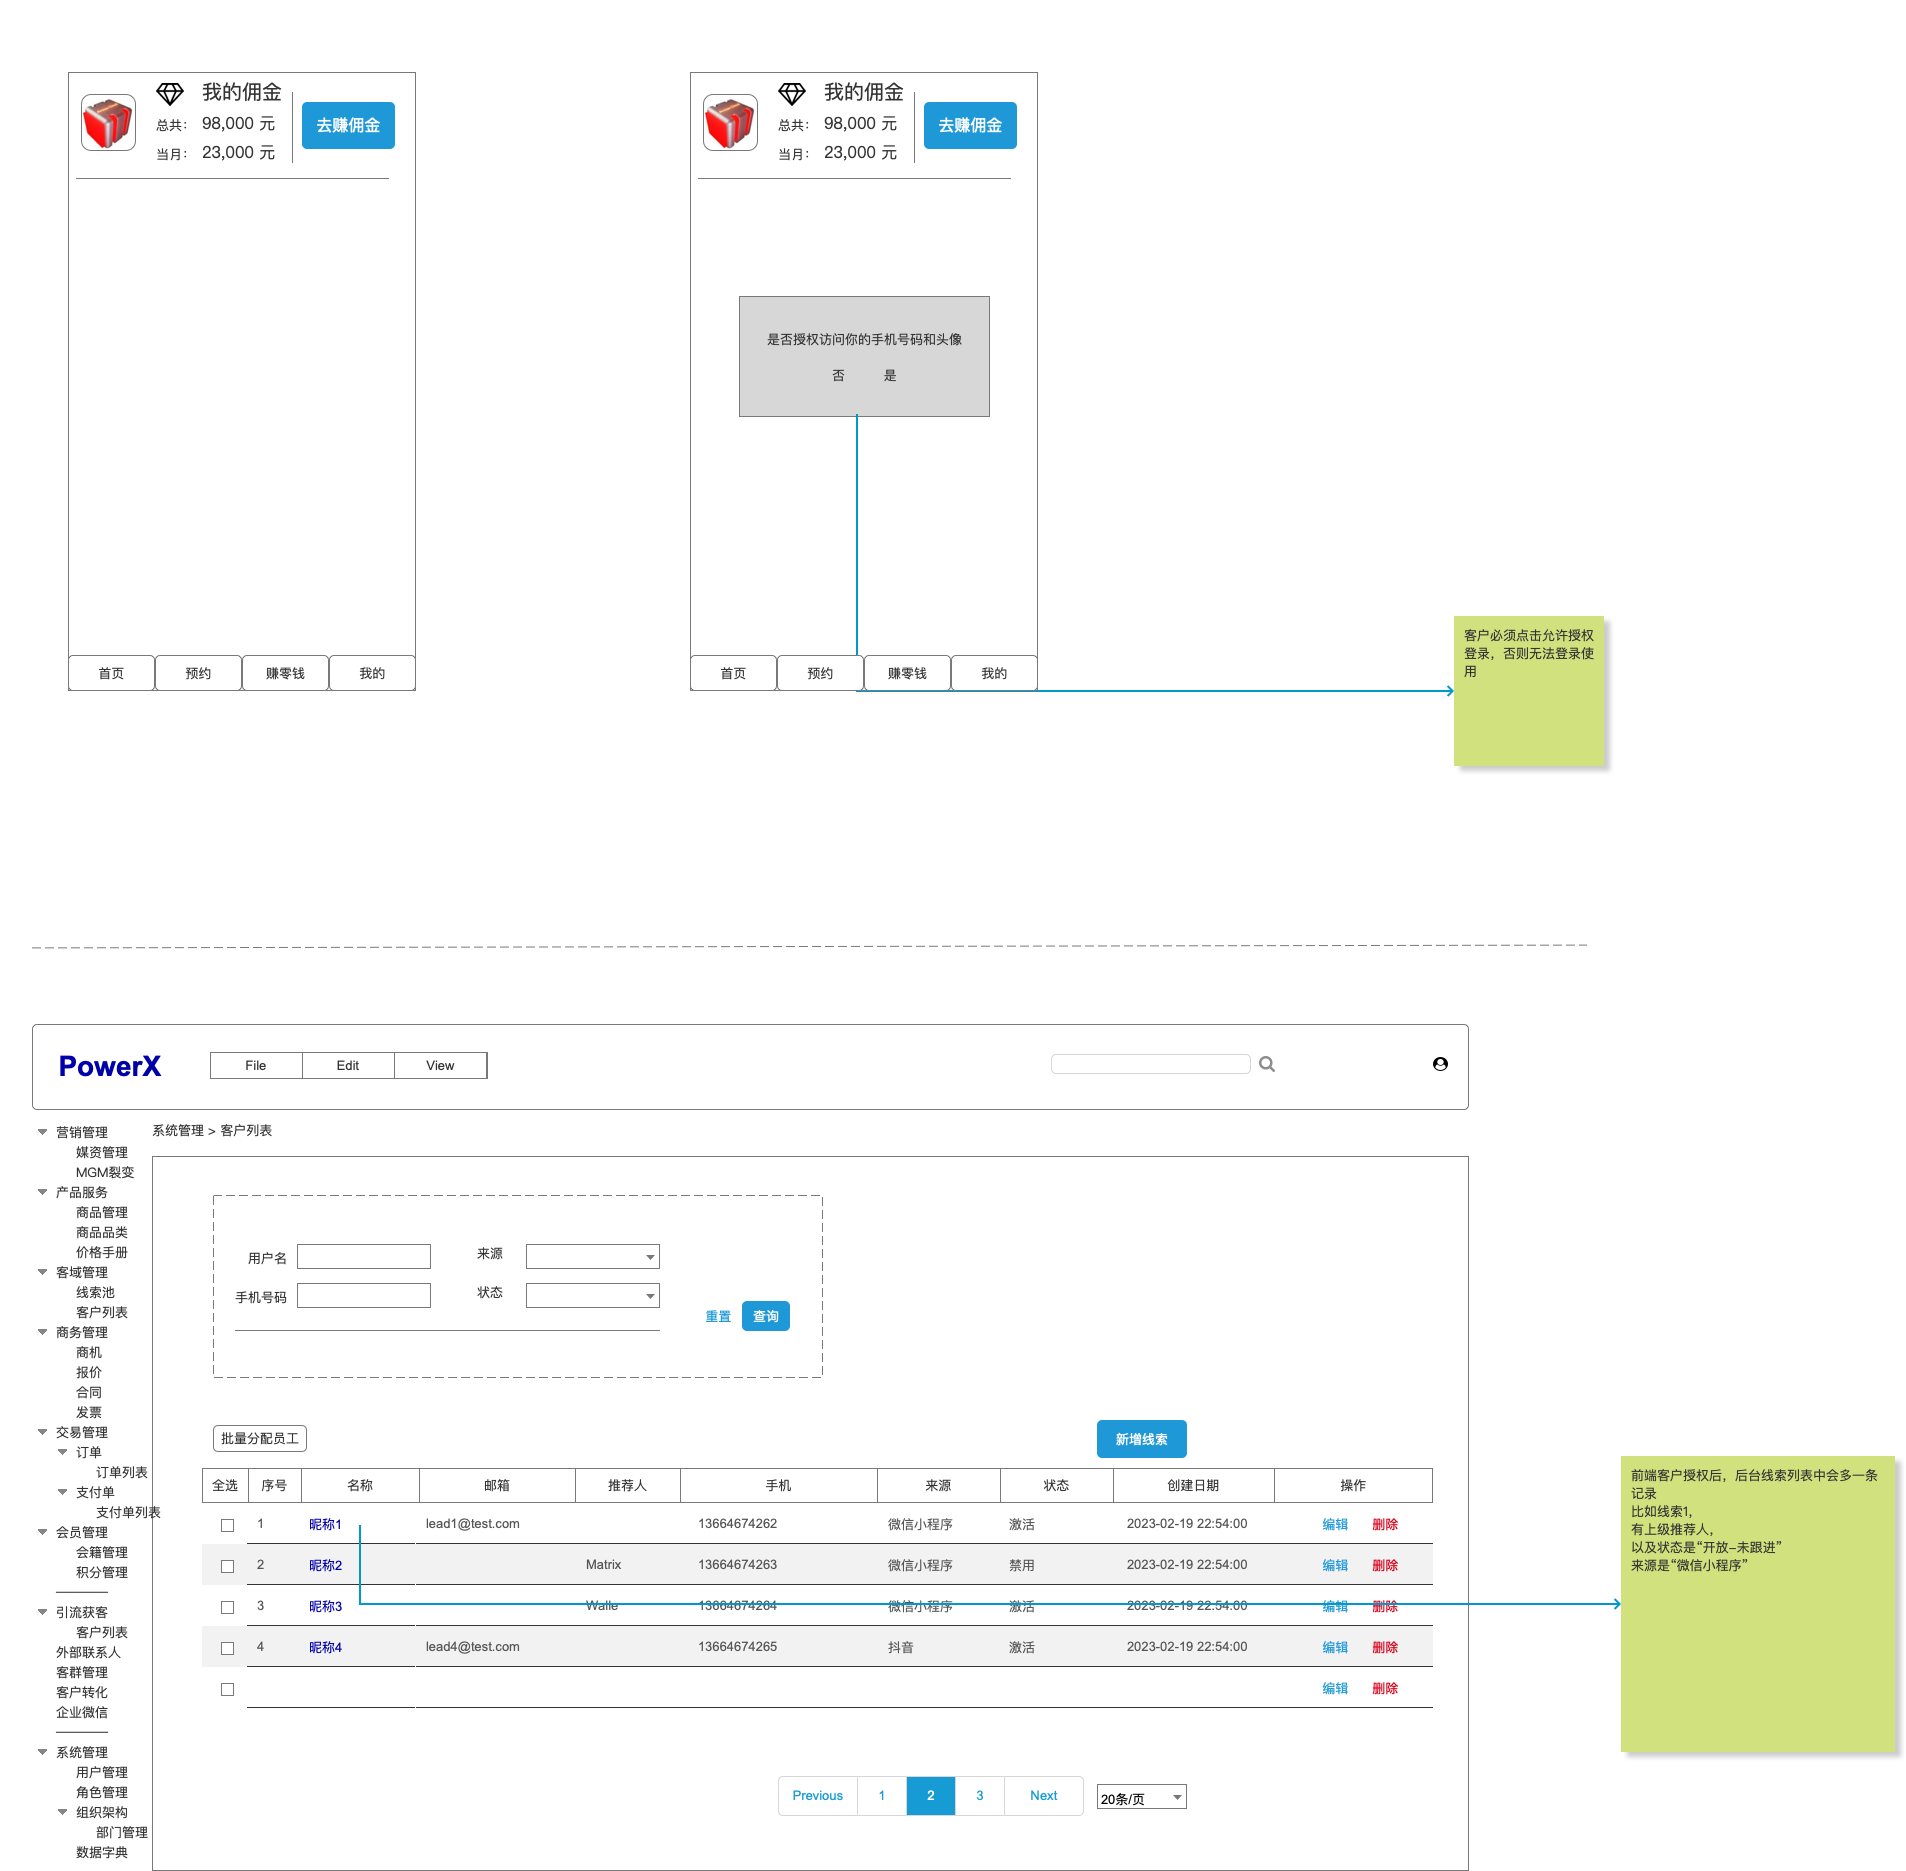 我的佣金
总共： 98,000 元
当月： 23,000 元
去赚佣金
首页 预约 赚零钱 我的
我的佣金
总共： 98,000 元
当月： 23,000 元
去赚佣金
是否授权访问你的手机号码和头像
否 是
首页 预约 赚零钱 我的
客户必须点击允许授权
登录，否则无法登录使
用
PowerX
File Edit View
营销管理
媒资管理
MGM裂变
产品服务
商品管理
商品品类
价格手册
客域管理
线索池
客户列表
商务管理
商机
报价
合同
发票
交易管理
订单
订单列表
支付单
支付单列表
会员管理
会籍管理
积分管理
引流获客
客户列表
外部联系人
客群管理
客户转化
企业微信
系统管理
用户管理
角色管理
组织架构
部门管理
数据字典
系统管理 > 客户列表
用户名 来源
手机号码 状态
重置 查询
批量分配员工 新增线索
全选 序号 名称 邮箱 推荐人 手机 来源 状态 创建日期 操作
1 昵称1 lead1@test.com 13664674262 微信小程序 激活 2023-02-19 22:54:00 编辑 删除
2 昵称2 Matrix 13664674263 微信小程序 禁用 2023-02-19 22:54:00 编辑 删除
3 昵称3 Walle 13664674264 微信小程序 激活 2023-02-19 22:54:00 编辑 删除
4 昵称4 lead4@test.com 13664674265 抖音 激活 2023-02-19 22:54:00 编辑 删除
编辑 删除
Previous 1 2 3 Next 20条/页
前端客户授权后，后台线索列表中会多一条
记录
比如线索1，
有上级推荐人，
以及状态是“开放-未跟进”
来源是“微信小程序”